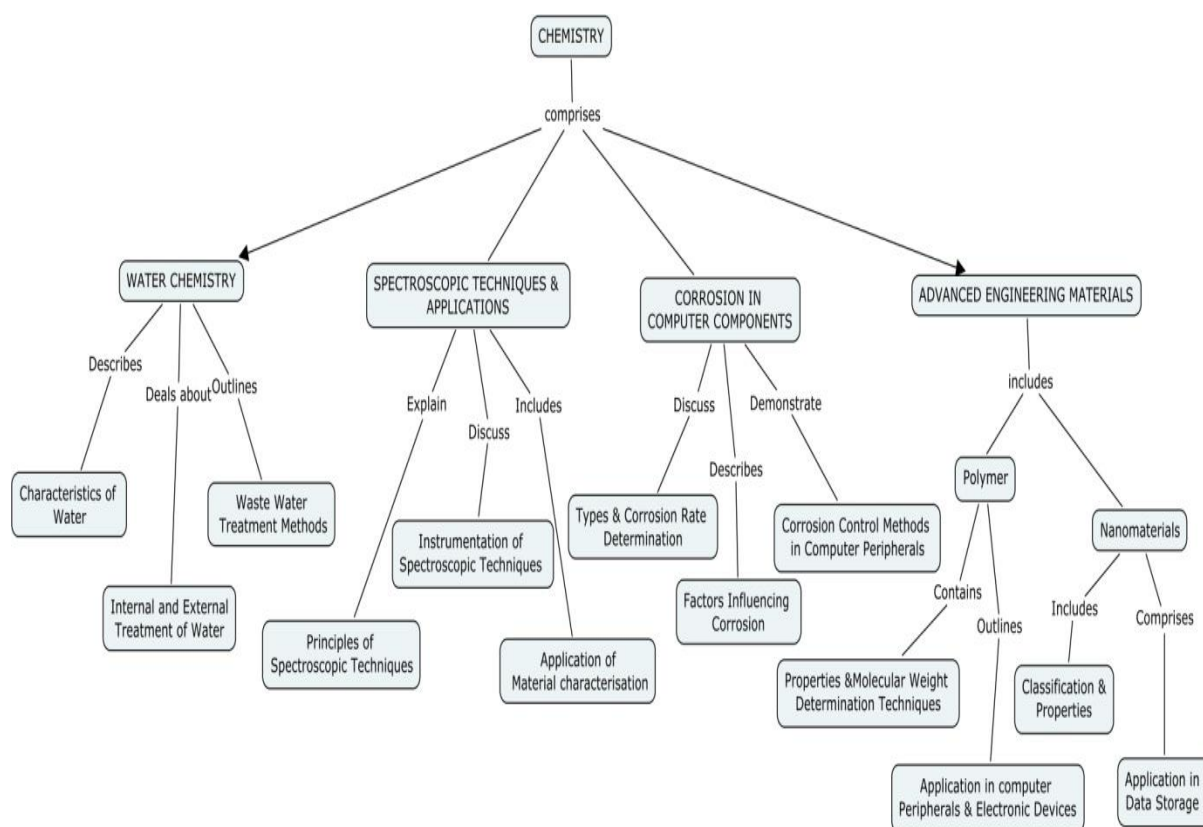 CHEMISTRY
comprises
WATER CHEMISTRY
SPECTROSCOPIC TECHNIQUES &
APPLICATIONS
CORROSION IN
COMPUTER COMPONENTS
ADVANCED ENGINEERING MATERIALS
Describes
Deals about
Outlines
Explain
Discuss
Includes
Discuss
Describes
Demonstrate
includes
Characteristics of
Water
Internal and External
Treatment of Water
Waste Water
Treatment Methods
Principles of
Spectroscopic Techniques
Instrumentation of
Spectroscopic Techniques
Application of
Material characterisation
Types & Corrosion Rate
Determination
Factors Influencing
Corrosion
Corrosion Control Methods
in Computer Peripherals
Polymer
Nanomaterials
Contains
Outlines
Includes
Comprises
Properties &Molecular Weight
Determination Techniques
Application in computer
Peripherals & Electronic Devices
Classification &
Properties
Application in
Data Storage